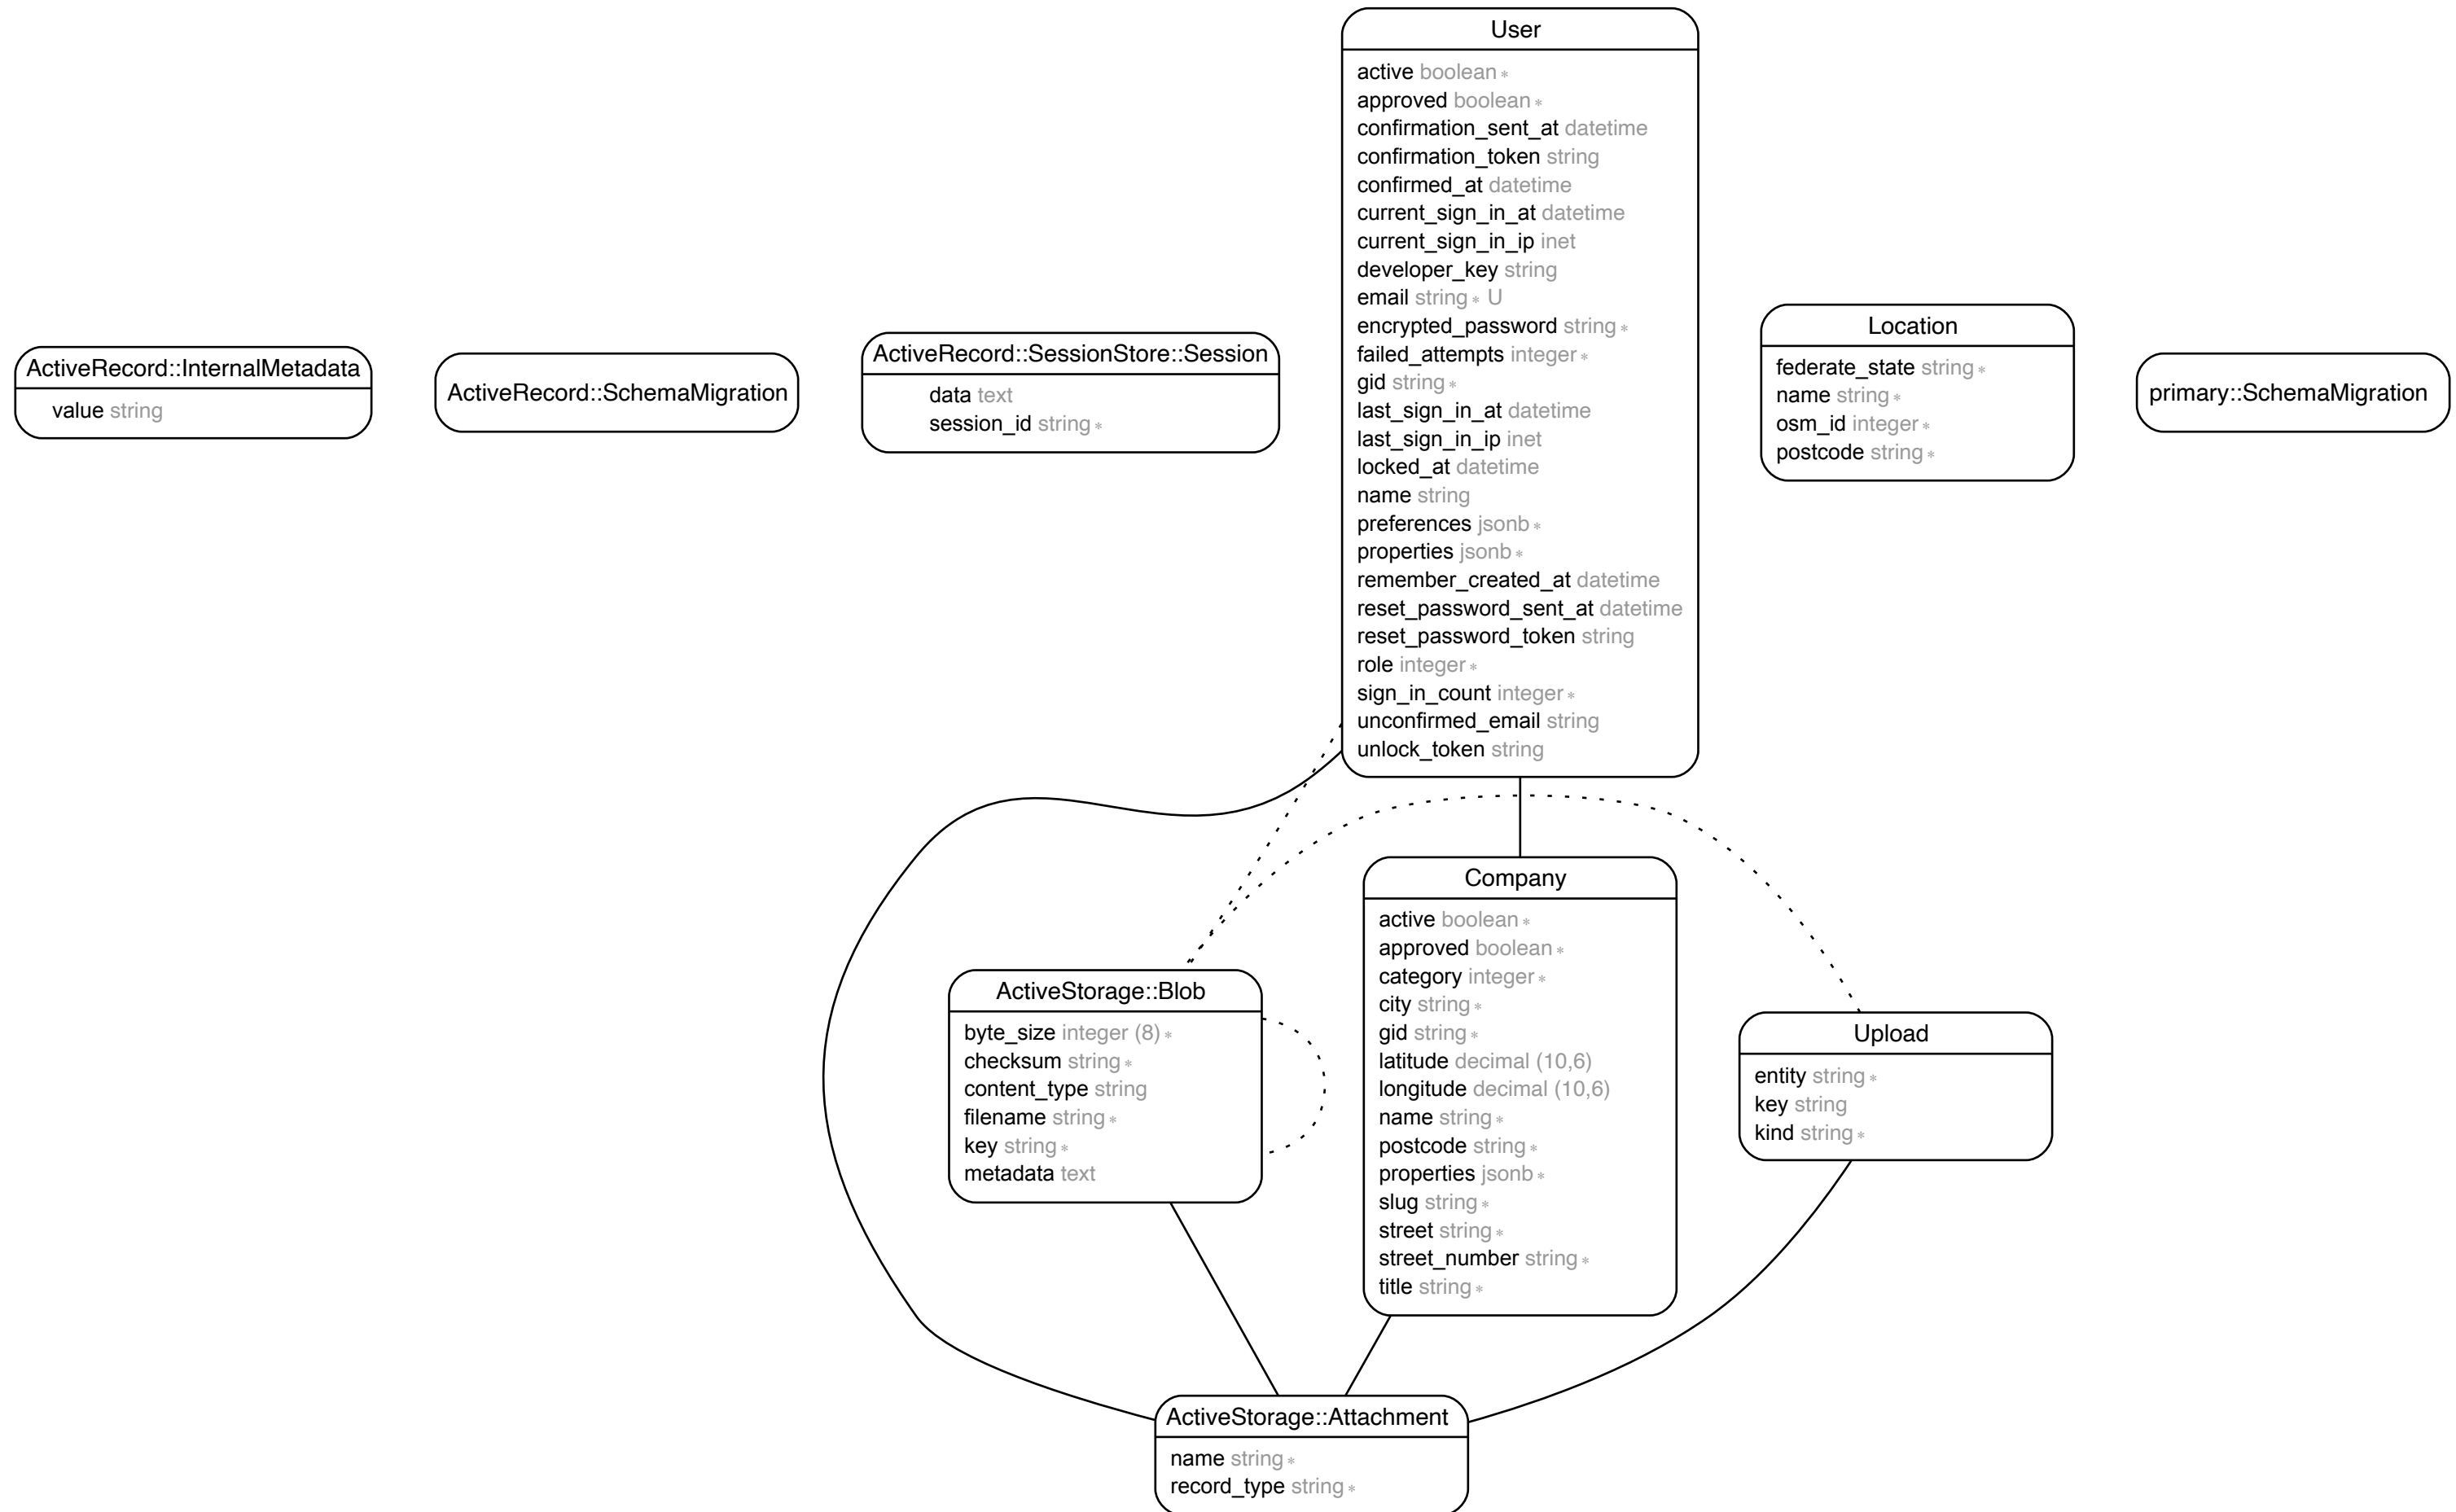 User
active boolean ∗
approved boolean ∗
confirmation_sent_at datetime
confirmation_token string
confirmed_at datetime
current_sign_in_at datetime
current_sign_in_ip inet
developer_key string
email string ∗ U
encrypted_password string ∗
failed_attempts integer ∗
gid string ∗
last_sign_in_at datetime
last_sign_in_ip inet
locked_at datetime
name string
preferences jsonb ∗
properties jsonb ∗
remember_created_at datetime
reset_password_sent_at datetime
reset_password_token string
role integer ∗
sign_in_count integer ∗
unconfirmed_email string
unlock_token string
ActiveRecord::InternalMetadata
value string
ActiveRecord::SchemaMigration
ActiveRecord::SessionStore::Session
data text
session_id string ∗
Location
federate_state string ∗
name string ∗
osm_id integer ∗
postcode string ∗
primary::SchemaMigration
Company
active boolean ∗
approved boolean ∗
category integer ∗
city string ∗
gid string ∗
latitude decimal (10,6)
longitude decimal (10,6)
name string ∗
postcode string ∗
properties jsonb ∗
slug string ∗
street string ∗
street_number string ∗
title string ∗
ActiveStorage::Blob
byte_size integer (8) ∗
checksum string ∗
content_type string
filename string ∗
key string ∗
metadata text
Upload
entity string ∗
key string
kind string ∗
ActiveStorage::Attachment
name string ∗
record_type string ∗